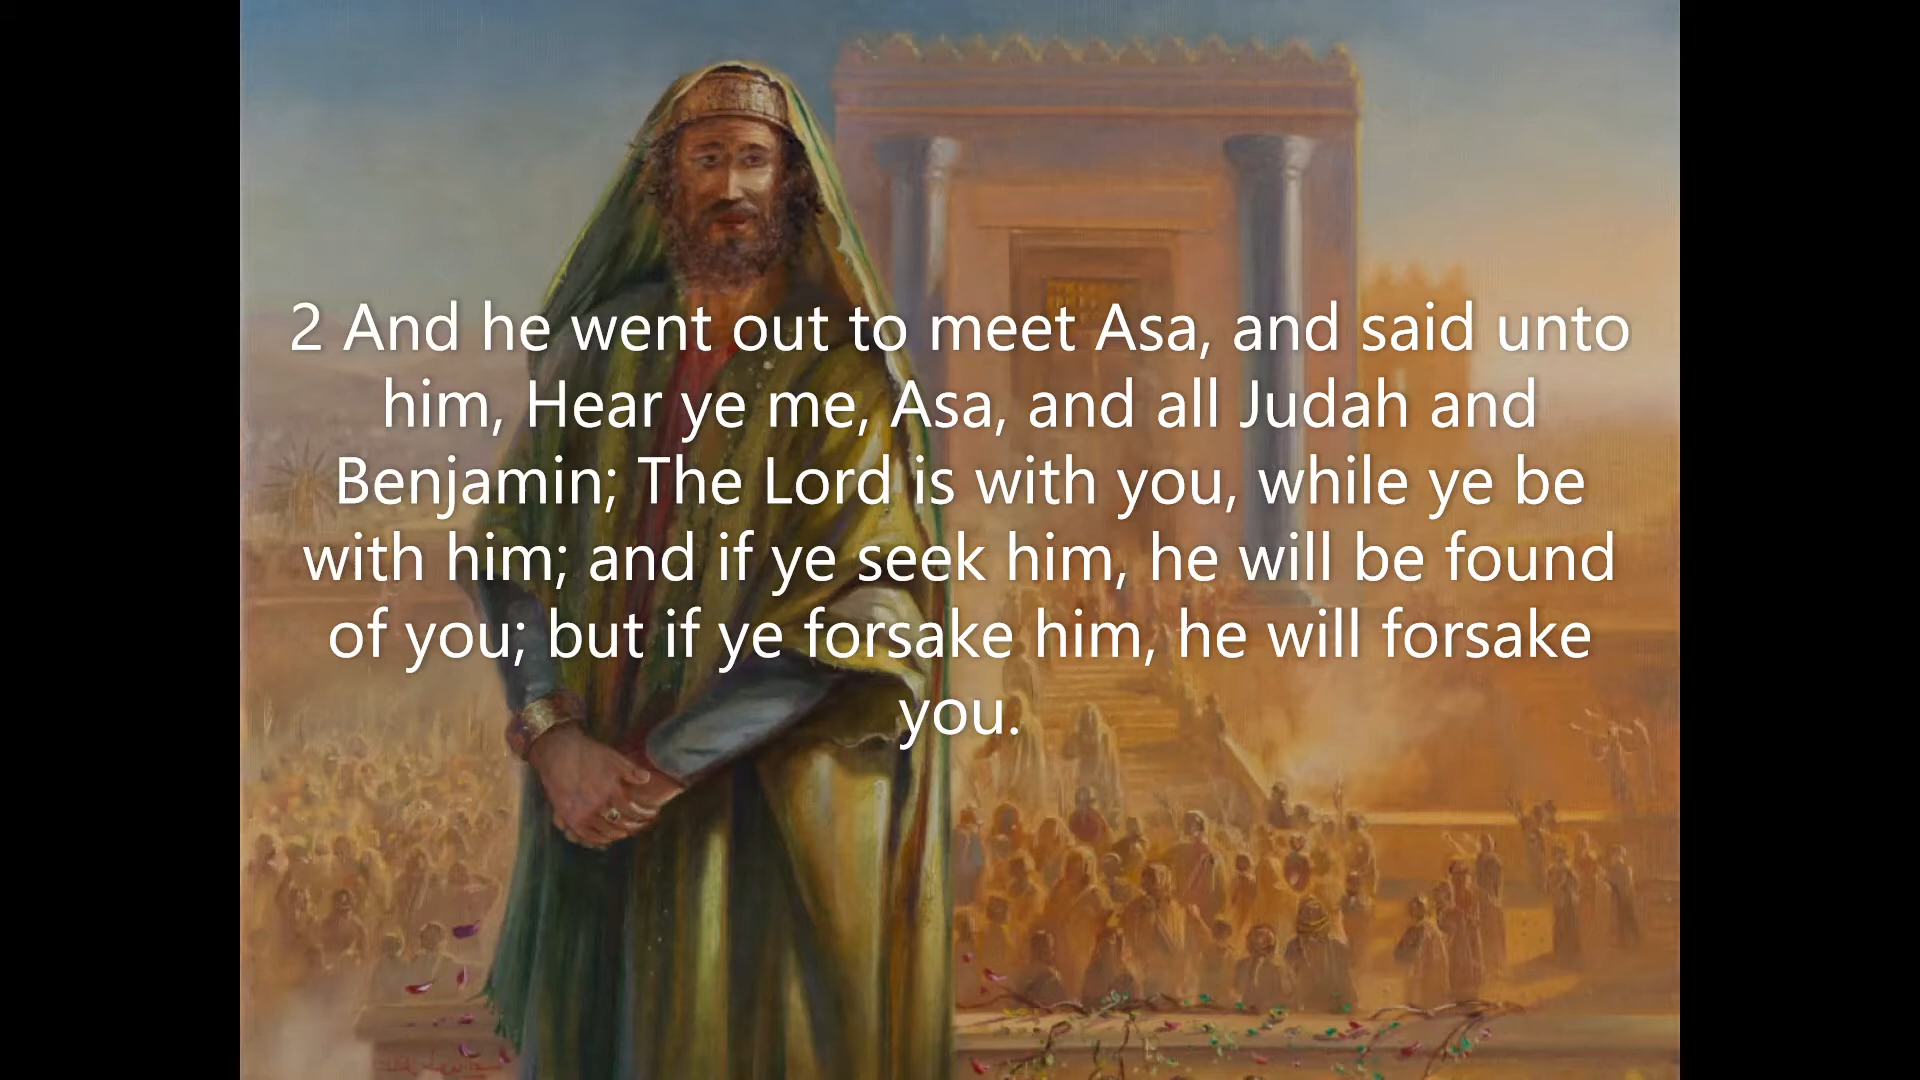 2 And he went out to meet Asa, and said unto
him, Hear ye me, Asa, and all Judah and
Benjamin; The Lord is with you, while ye be
with him; and if ye seek him, he will be found
of you; but if ye forsake him, he will forsake
you.